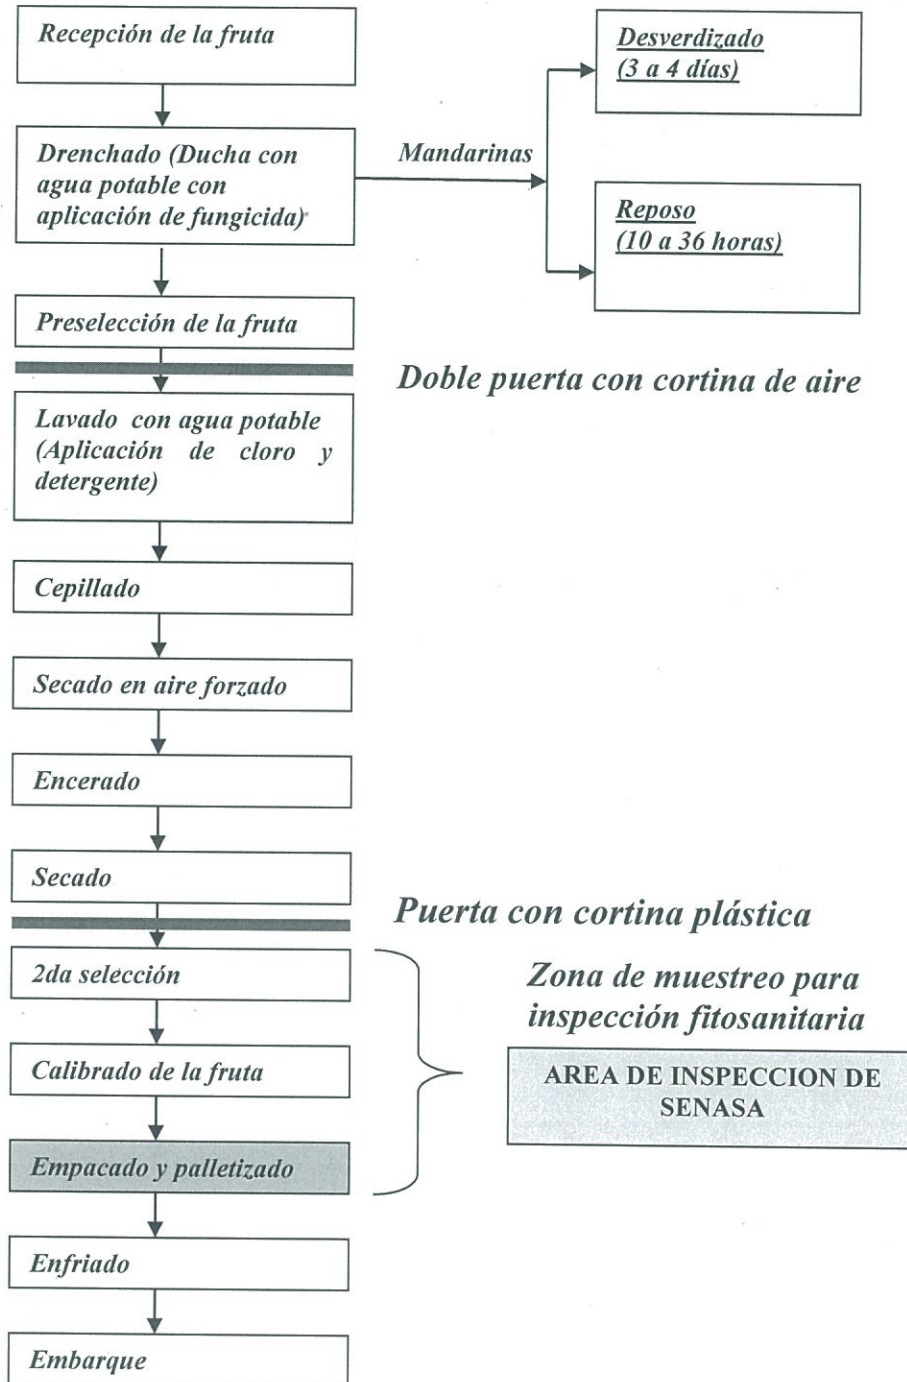 Recepción de la fruta
Drenchado (Ducha con
agua potable con
aplicación de fungicida)
Mandarinas
Desverdizado
(3 a 4 días)
Reposo
(10 a 36 horas)
Preselección de la fruta
Doble puerta con cortina de aire
Lavado con agua potable
(Aplicación de cloro y
detergente)
Cepillado
Secado en aire forzado
Encerado
Secado
Puerta con cortina plástica
2da selección
Calibrado de la fruta
Empacado y palletizado
Zona de muestreo para
inspección fitosanitaria
AREA DE INSPECCION DE
SENASA
Enfriado
Embarque